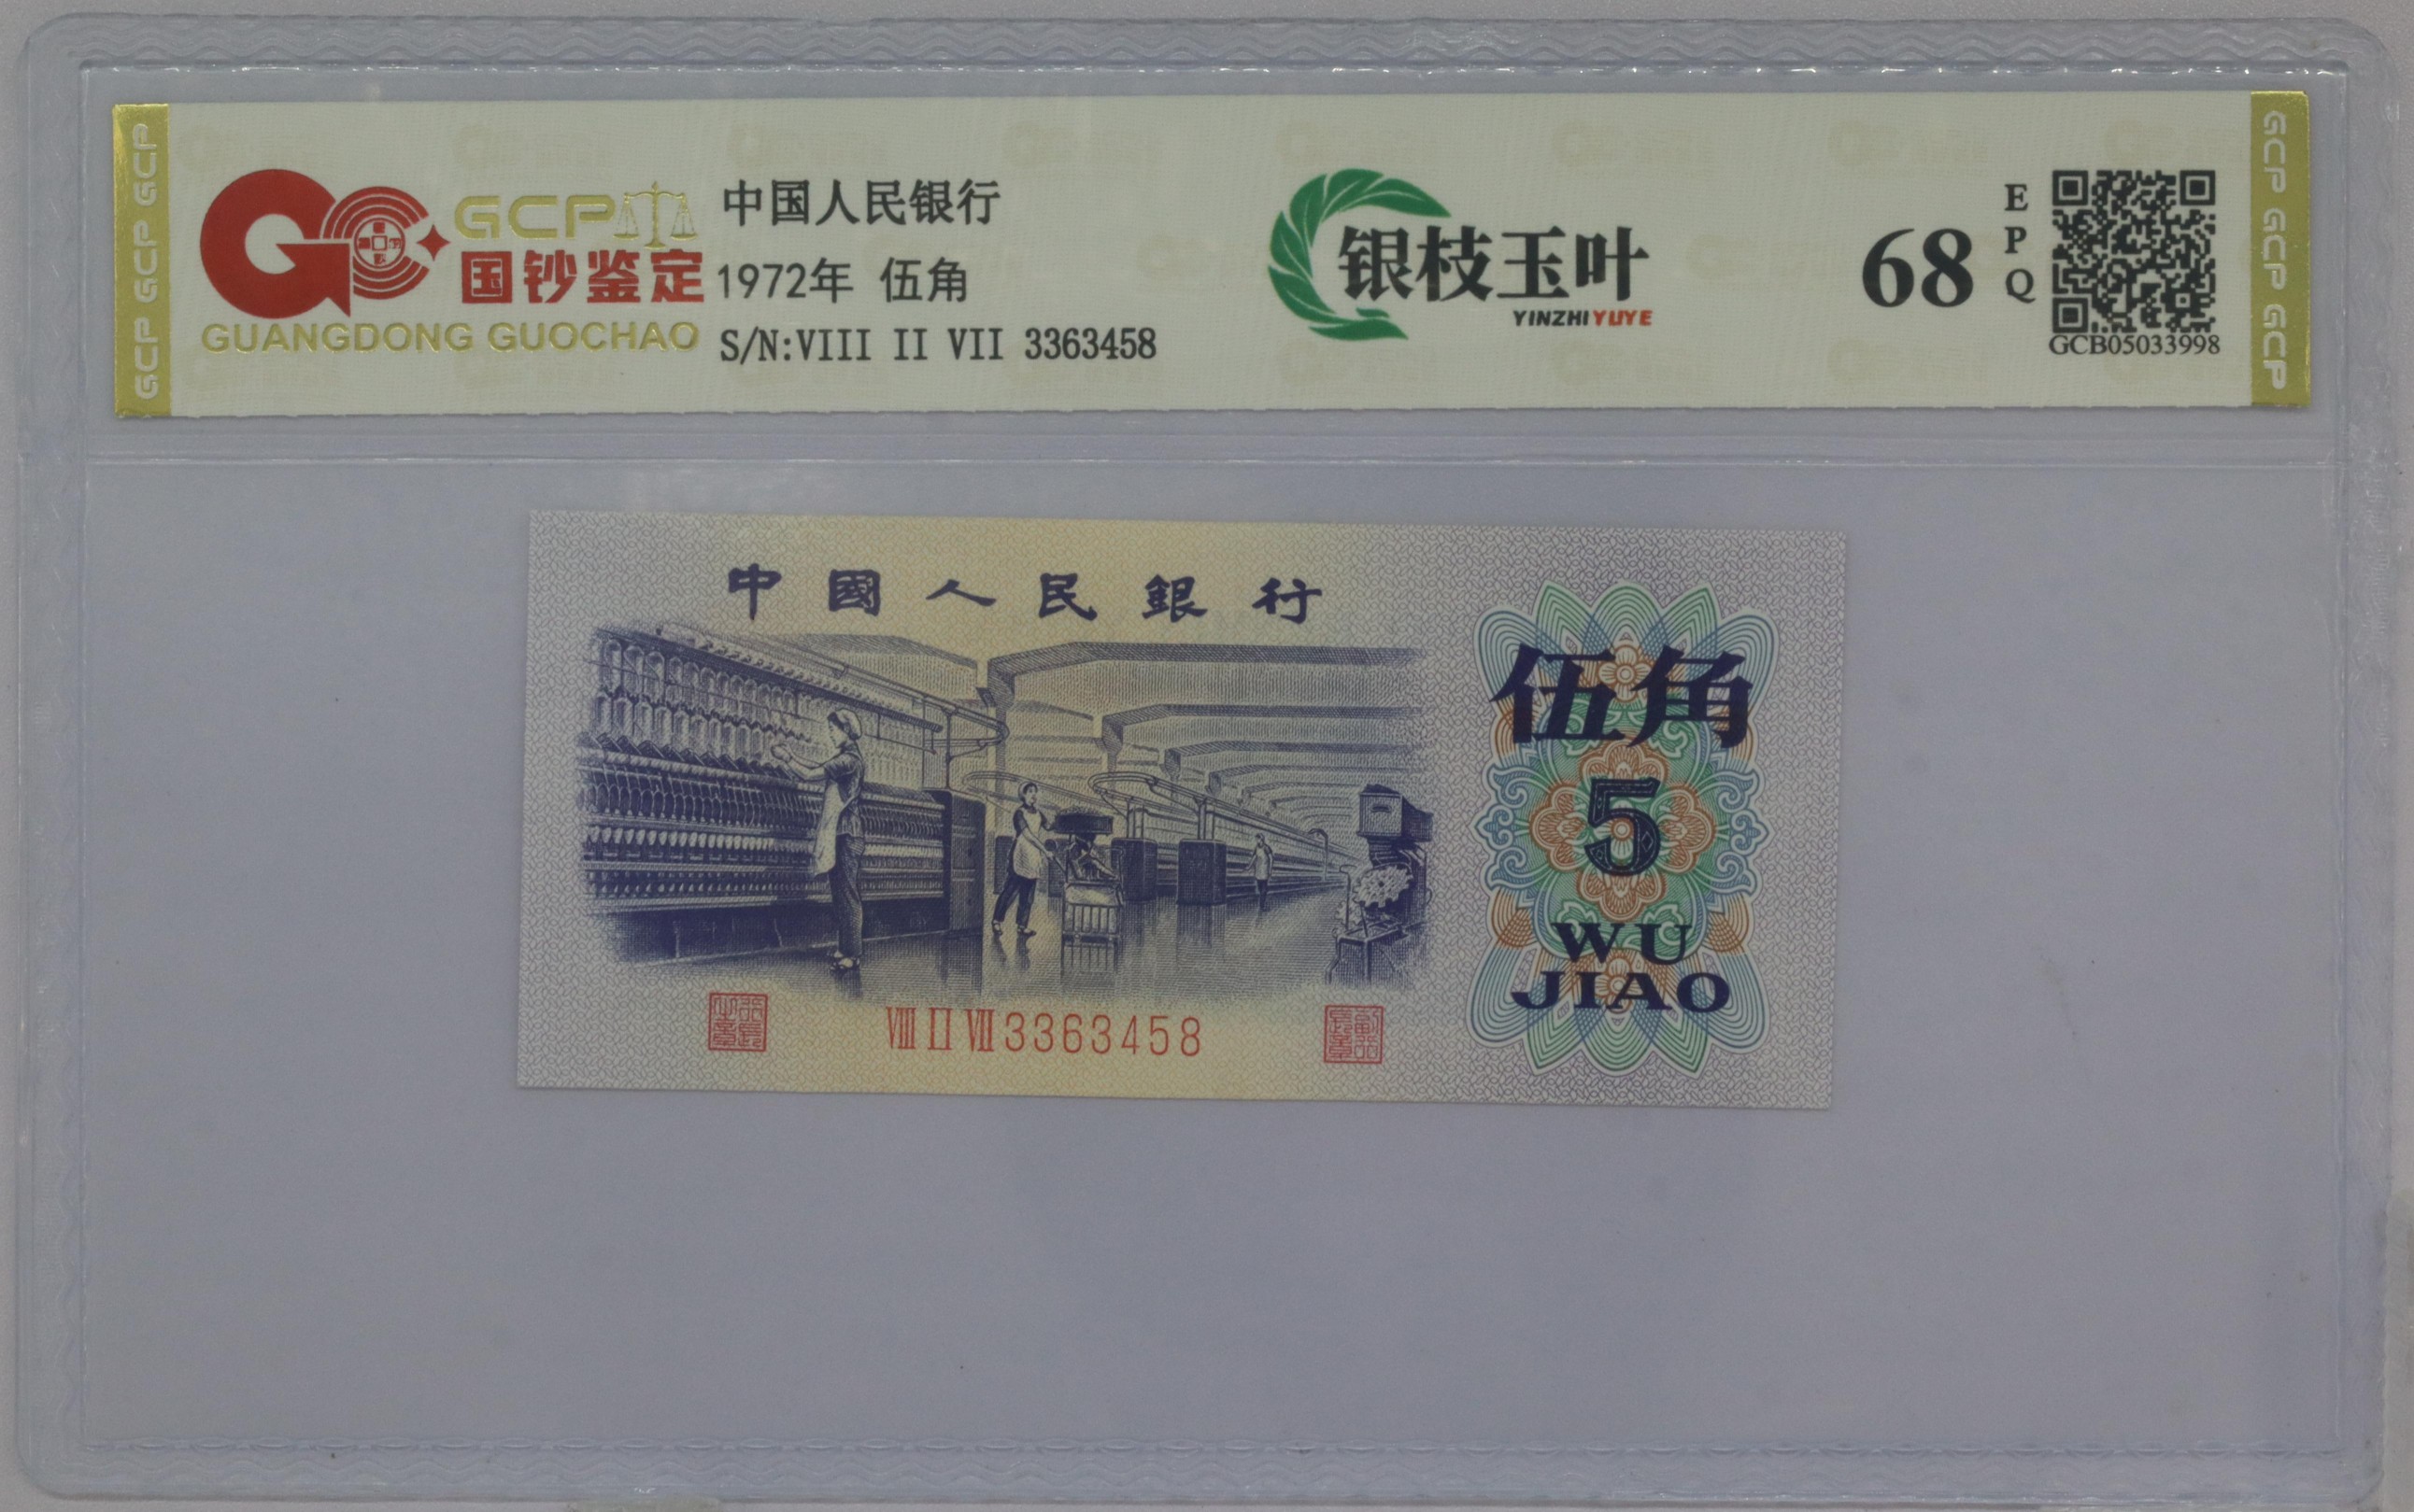 GCP GCP GCP
GCP
国钞鉴定
GUANGDONG GUOCHAO
中国人民银行
1972年 伍角
S/N:VIII II VII 3363458
银枝玉叶
YINZHIYUYE
68
EPQ
GCB05033998
GCP GCP GCP
中國人民銀行
伍角
5
WU
JIAO
VIII II VII 3363458